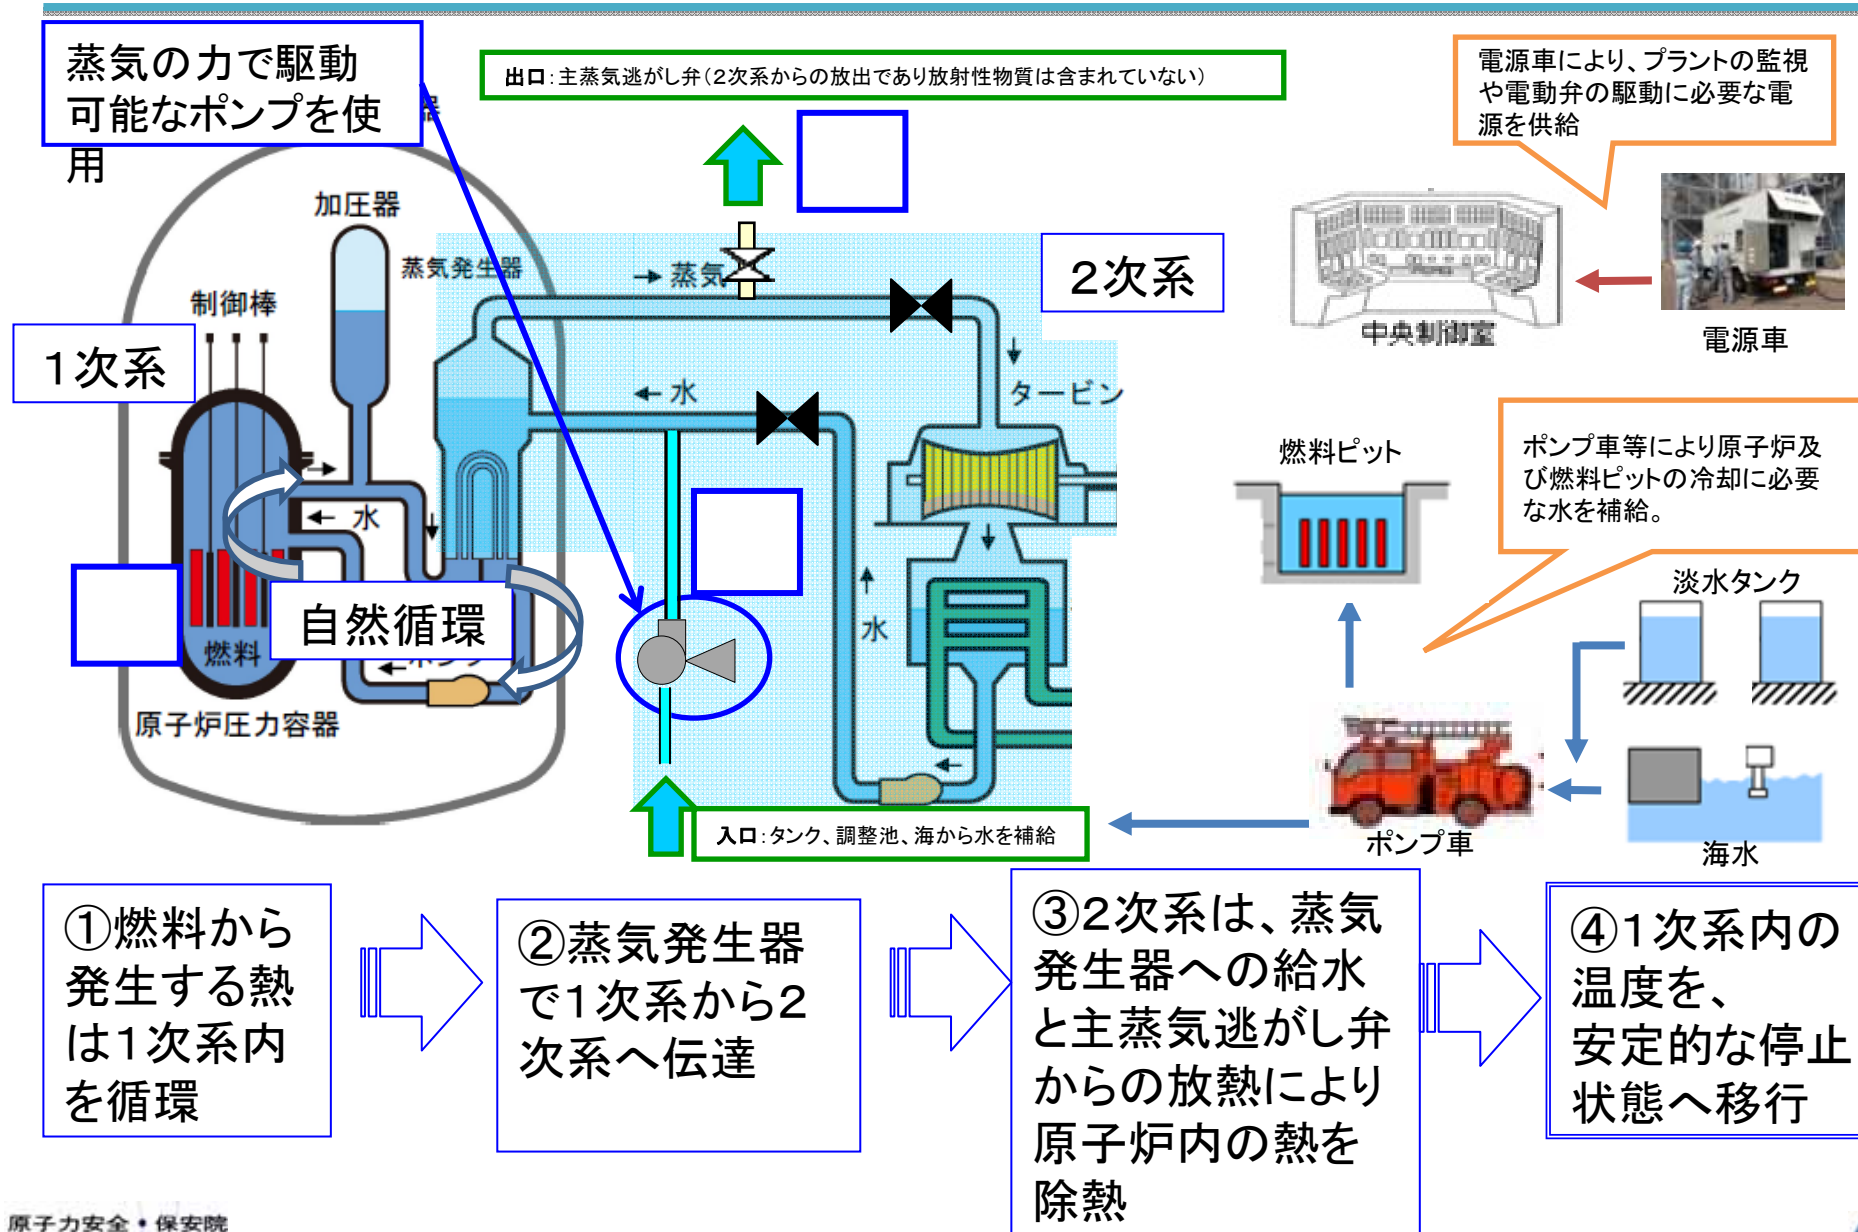 蒸気の力で駆動
可能なポンプを使
用
器
出口：主蒸気逃がし弁（２次系からの放出であり放射性物質は含まれていない）
電源車により、プラントの監視
や電動弁の駆動に必要な電
源を供給
加圧器
蒸気発生器
制御棒
→蒸気
２次系
１次系
←水
タービン
中央制御室
電源車
燃料ピット
ポンプ車等により原子炉及
び燃料ピットの冷却に必要
な水を補給。
←水
自然循環
水
燃料
ポンプ
原子炉圧力容器
淡水タンク
入口：タンク、調整池、海から水を補給
ポンプ車
海水
①燃料から
発生する熱
は１次系内
を循環
②蒸気発生器
で１次系から２
次系へ伝達
③２次系は、蒸気
発生器への給水
と主蒸気逃がし弁
からの放熱により
原子炉内の熱を
除熱
④１次系内の
温度を、
安定的な停止
状態へ移行
原子力安全・保安院